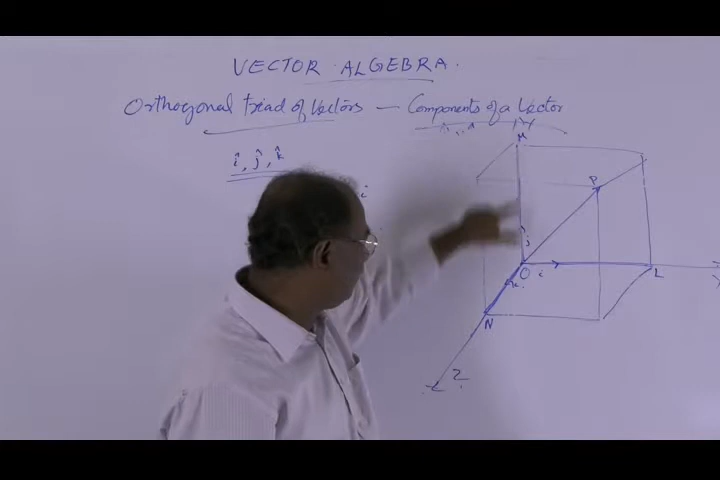 VECTOR ALGEBRA.
Orthogonal triad of Vectors — Components of a Vector
î, ĵ, k̂
i
M
P
j
O
i
L
N
Z